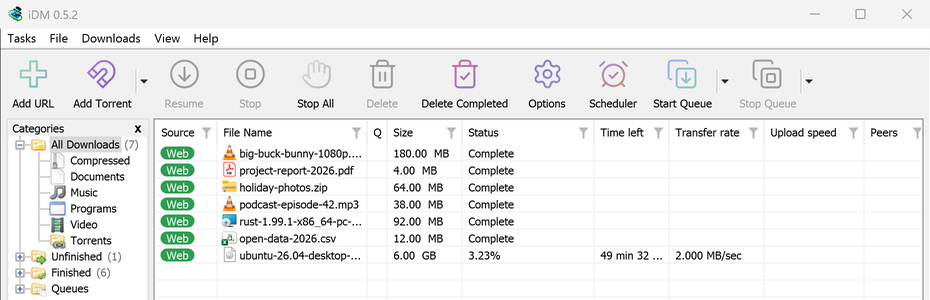 iDM 0.5.2
Tasks File Downloads View Help
Add URL Add Torrent Resume Stop Stop All Delete Delete Completed Options Scheduler Start Queue Stop Queue
Categories x
Source File Name Q Size Status Time left Transfer rate Upload speed Peers
All Downloads (7)
Compressed
Documents
Music
Programs
Video
Torrents
Unfinished (1)
Finished (6)
Queues
Web big-buck-bunny-1080p.... 180.00 MB Complete
Web project-report-2026.pdf 4.00 MB Complete
Web holiday-photos.zip 64.00 MB Complete
Web podcast-episode-42.mp3 38.00 MB Complete
Web rust-1.99.1-x86_64-pc-... 92.00 MB Complete
Web open-data-2026.csv 12.00 MB Complete
Web ubuntu-26.04-desktop-... 6.00 GB 3.23% 49 min 32 ... 2.000 MB/sec